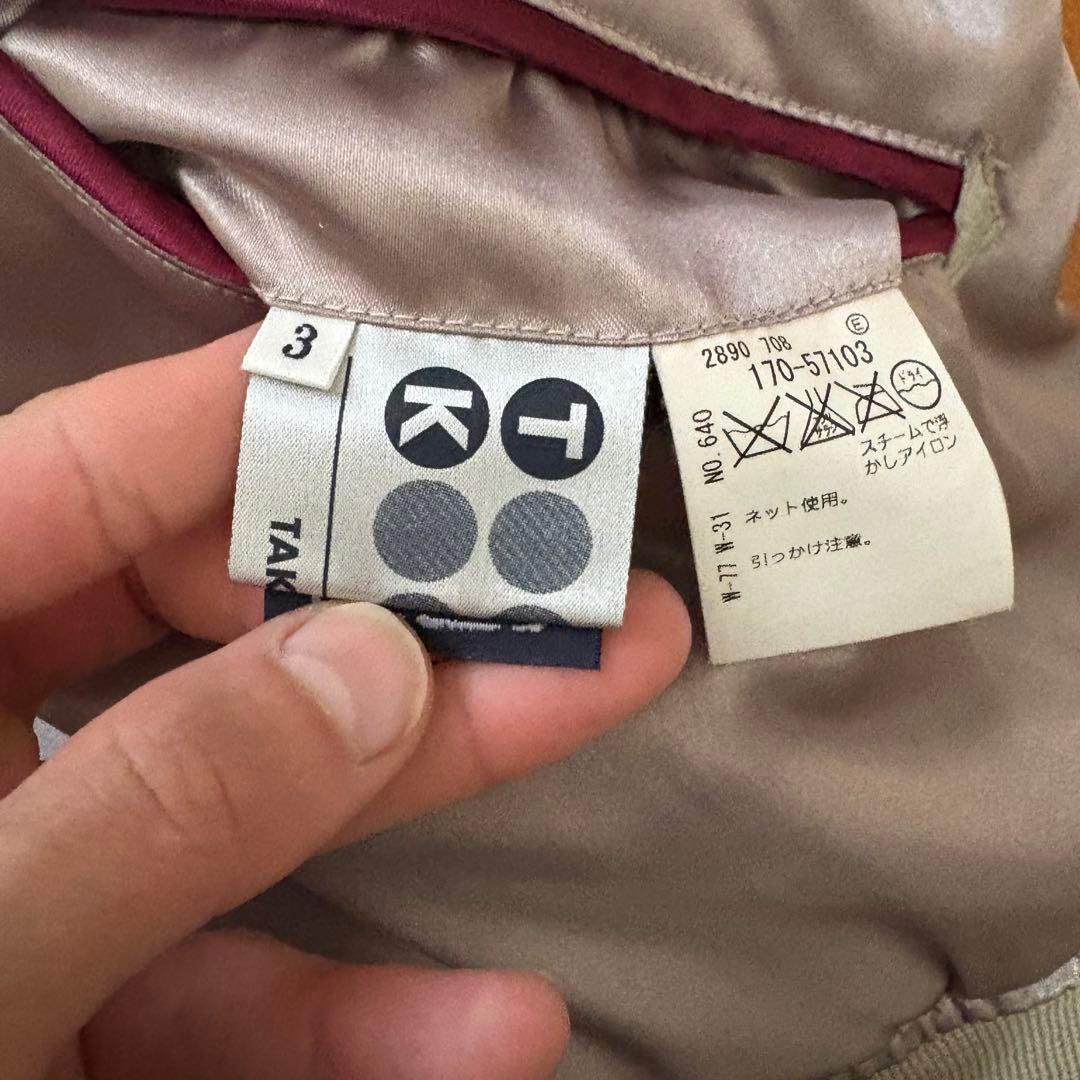 3
T
K
TAK
E
2890 708
170-57103
ドライ
スチームで浮
かしアイロン
NO. 640
ネット使用。
引っかけ注意。
W-77 W-31